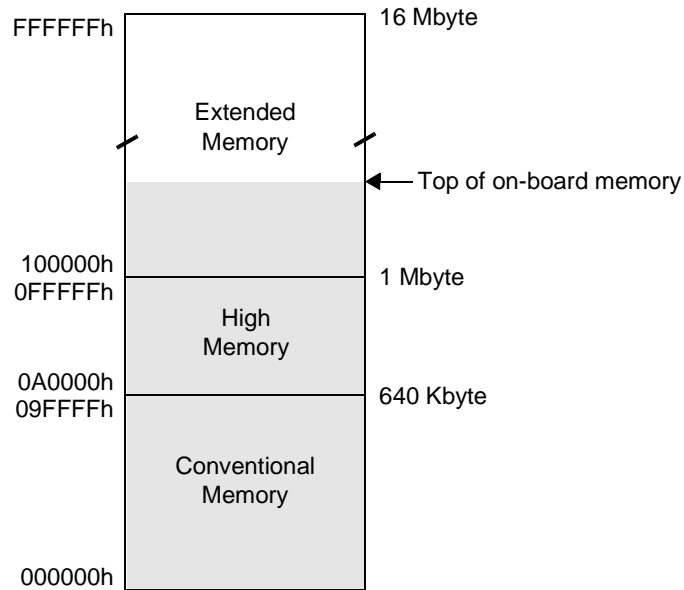 FFFFFFh
16 Mbyte
Extended
Memory
Top of on-board memory
100000h
0FFFFFh
1 Mbyte
High
Memory
0A0000h
09FFFFh
640 Kbyte
Conventional
Memory
000000h